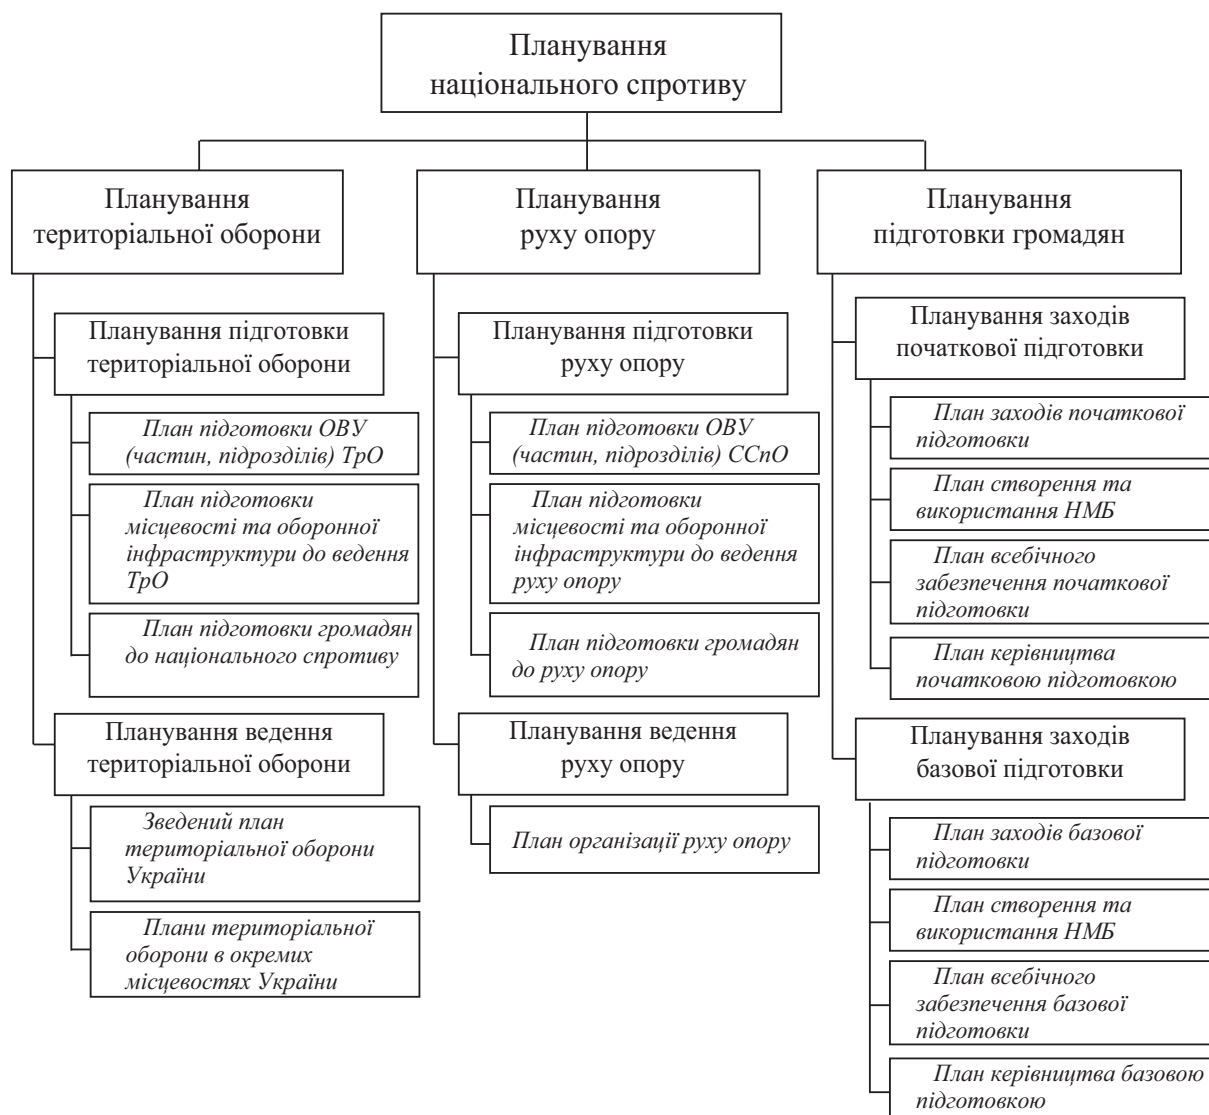 Планування
національного спротиву
Планування
територіальної оборони
Планування підготовки
територіальної оборони
План підготовки ОВУ
(частин, підрозділів) ТрО
План підготовки
місцевості та оборонної
інфраструктури до ведення
ТрО
План підготовки громадян
до національного спротиву
Планування ведення
територіальної оборони
Зведений план
територіальної оборони
України
Плани територіальної
оборони в окремих
місцевостях України
Планування
руху опору
Планування підготовки
руху опору
План підготовки ОВУ
(частин, підрозділів) ССпО
План підготовки
місцевості та оборонної
інфраструктури до ведення
руху опору
План підготовки громадян
до руху опору
Планування ведення
руху опору
План організації руху опору
Планування
підготовки громадян
Планування заходів
початкової підготовки
План заходів початкової
підготовки
План створення та
використання НМБ
План всебічного
забезпечення початкової
підготовки
План керівництва
початковою підготовкою
Планування заходів
базової підготовки
План заходів базової
підготовки
План створення та
використання НМБ
План всебічного
забезпечення базової
підготовки
План керівництва базовою
підготовкою